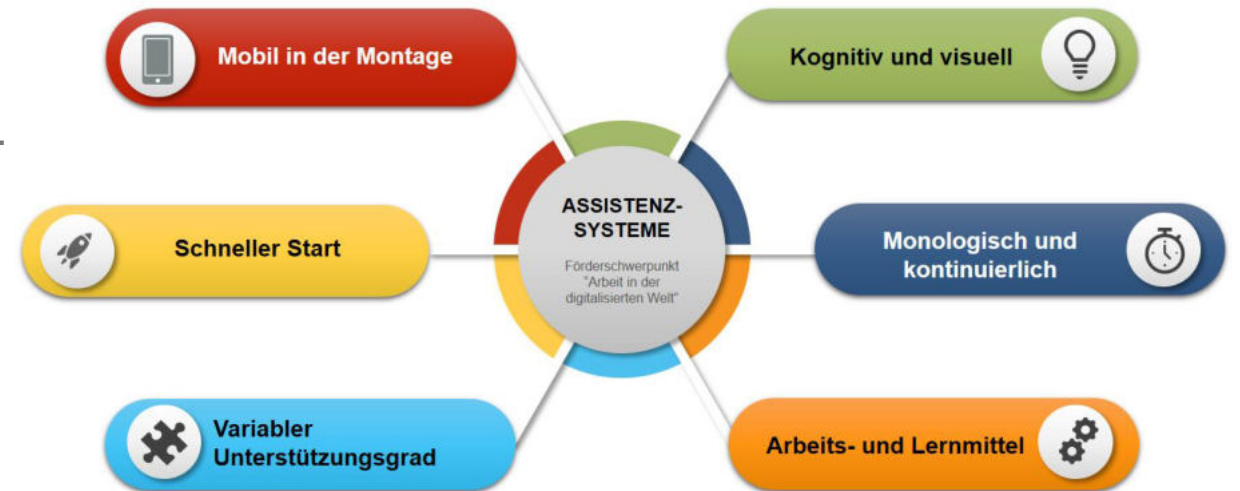 Mobil in der Montage
Kognitiv und visuell
ASSISTENZ-
SYSTEME
Förderschwerpunkt
"Arbeit in der
digitalisierten Welt"
Schneller Start
Monologisch und
kontinuierlich
Variabler
Unterstützungsgrad
Arbeits- und Lernmittel